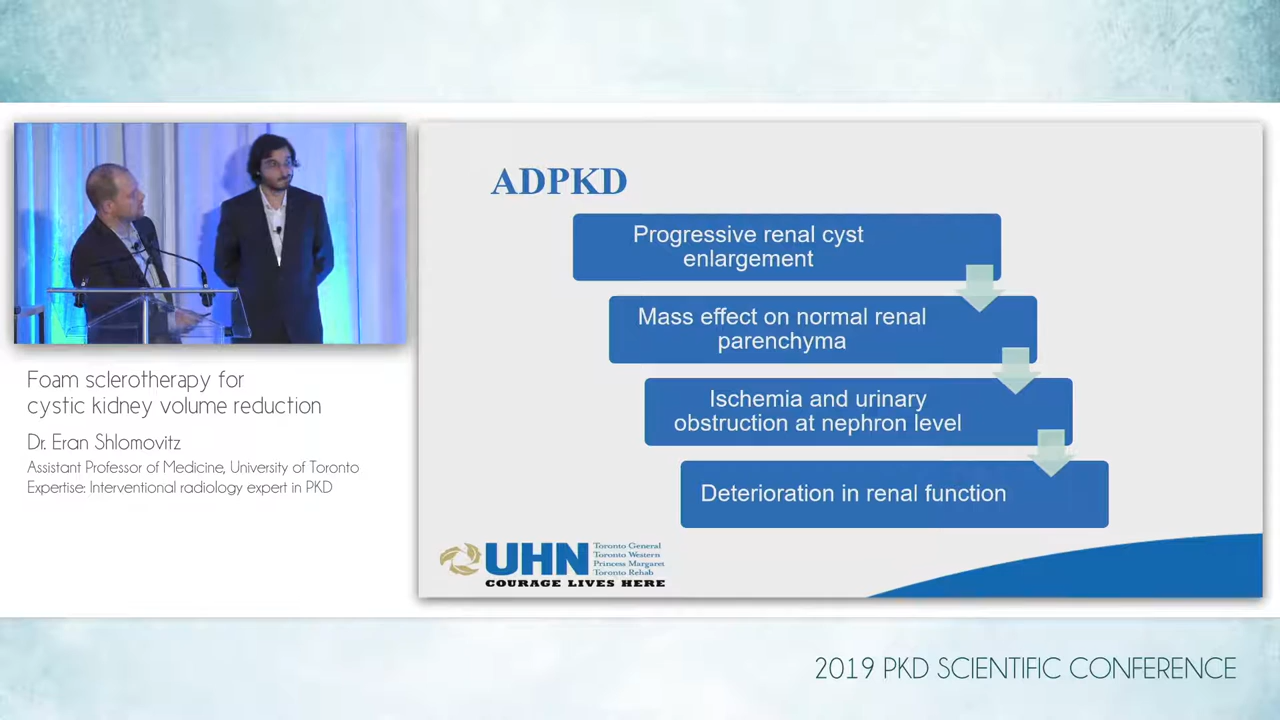 Foam sclerotherapy for
cystic kidney volume reduction
Dr. Eran Shlomovitz
Assistant Professor of Medicine, University of Toronto
Expertise: Interventional radiology expert in PKD
ADPKD
Progressive renal cyst
enlargement
Mass effect on normal renal
parenchyma
Ischemia and urinary
obstruction at nephron level
Deterioration in renal function
UHN
Toronto General
Toronto Western
Princess Margaret
Toronto Rehab
COURAGE LIVES HERE
2019 PKD SCIENTIFIC CONFERENCE